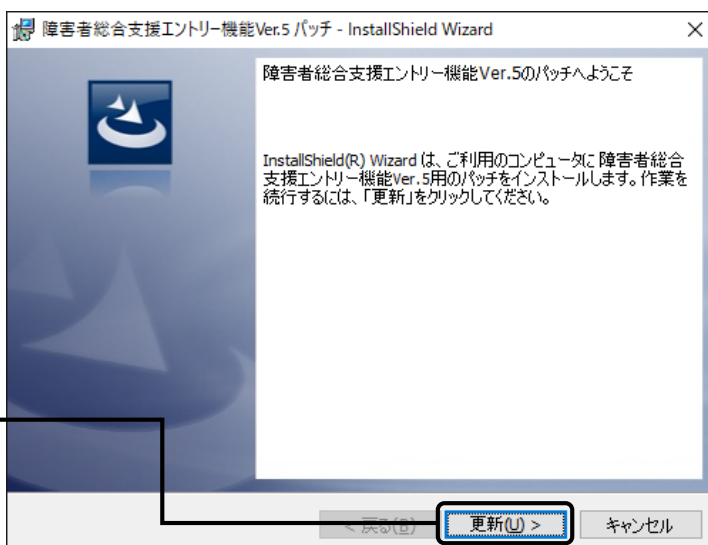 障害者総合支援エントリー機能Ver.5 パッチ - InstallShield Wizard
障害者総合支援エントリー機能Ver.5のパッチへようこそ
InstallShield(R) Wizard は、ご利用のコンピュータに 障害者総合
支援エントリー機能Ver.5用のパッチをインストールします。作業を
続行するには、「更新」をクリックしてください。
< 戻る(B)
更新(U) >
キャンセル